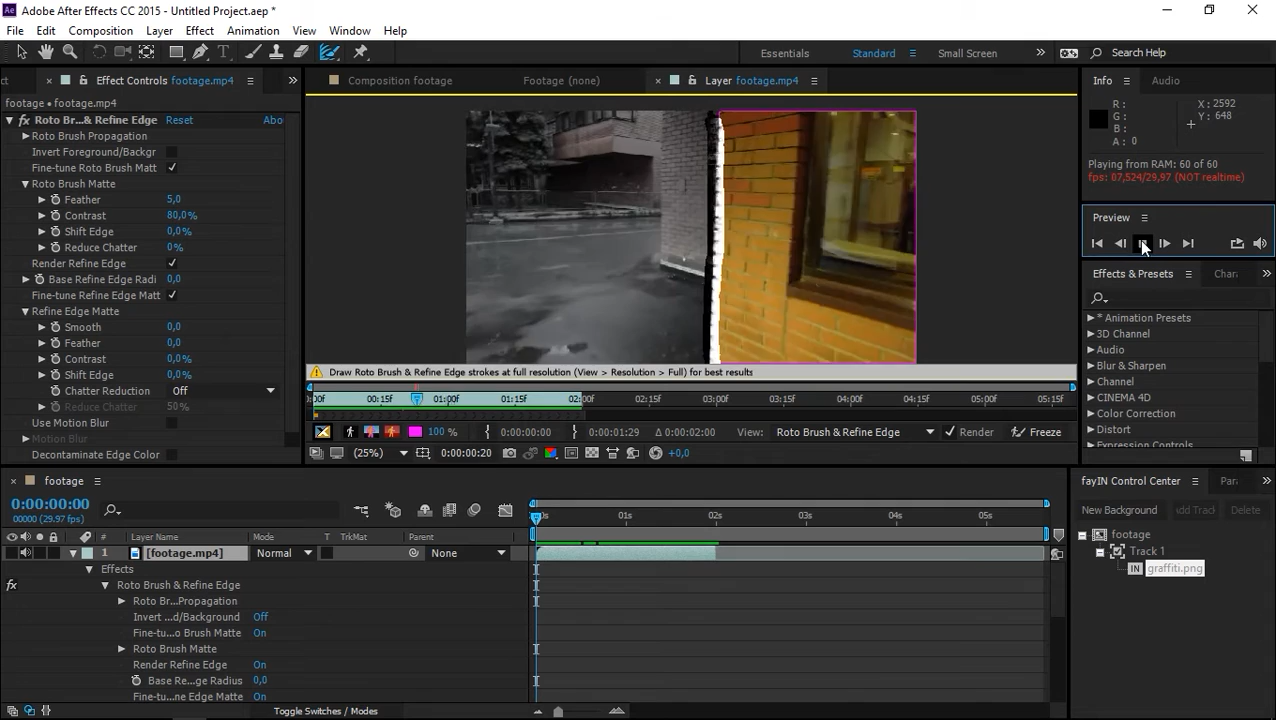 Ae Adobe After Effects CC 2015 - Untitled Project.aep *
File Edit Composition Layer Effect Animation View Window Help
Essentials Standard Small Screen Search Help
ct Effect Controls footage.mp4
footage • footage.mp4
fx Roto Br...& Refine Edge Reset Abo
Roto Brush Propagation
Invert Foreground/Backgr
Fine-tune Roto Brush Matt
Roto Brush Matte
Feather 5,0
Contrast 80,0%
Shift Edge 0,0%
Reduce Chatter 0%
Render Refine Edge
Base Refine Edge Radi 0,0
Fine-tune Refine Edge Matt
Refine Edge Matte
Smooth 0,0
Feather 0,0
Contrast 0,0%
Shift Edge 0,0%
Chatter Reduction Off
Reduce Chatter 50%
Use Motion Blur
Motion Blur
Decontaminate Edge Color
Composition footage Footage (none) Layer footage.mp4
Draw Roto Brush & Refine Edge strokes at full resolution (View > Resolution > Full) for best results
:00f 00:15f 01:00f 01:15f 02:00f 02:15f 03:00f 03:15f 04:00f 04:15f 05:00f 05:15f
100 % 0:00:00:00 0:00:01:29 Δ 0:00:02:00 View: Roto Brush & Refine Edge Render Freeze
(25%) 0:00:00:20 +0,0
Info Audio
R : X : 2592
G : Y : 648
B :
A : 0
Playing from RAM: 60 of 60
fps: 07,524/29,97 (NOT realtime)
Preview
Effects & Presets Chara
* Animation Presets
3D Channel
Audio
Blur & Sharpen
Channel
CINEMA 4D
Color Correction
Distort
Expression Controls
footage
0:00:00:00
00000 (29.97 fps)
# Layer Name Mode T TrkMat Parent
1 [footage.mp4] Normal None
Effects
fx Roto Brush & Refine Edge
Roto Br...Propagation
Invert ...d/Background Off
Fine-tu...o Brush Matte On
Roto Brush Matte
Render Refine Edge On
Base Re...ge Radius 0,0
Fine-tu...ne Edge Matte On
0s 01s 02s 03s 04s 05s
Toggle Switches / Modes
fayIN Control Center Para
New Background Add Track Delete
footage
Track 1
IN graffiti.png